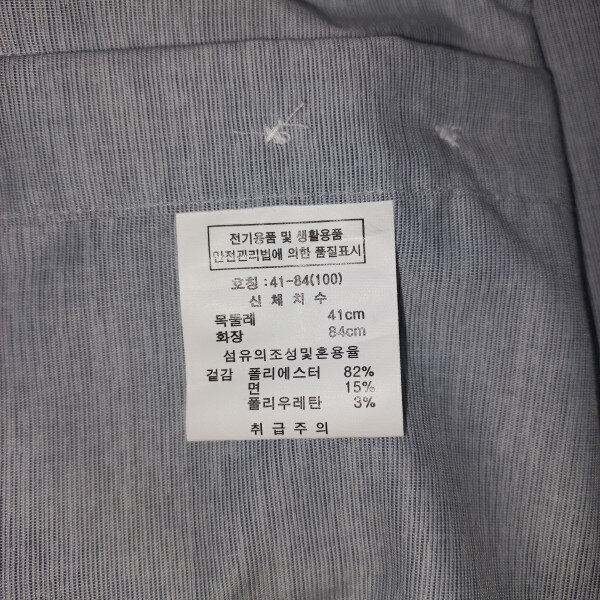 전기용품 및 생활용품
안전관리법에 의한 품질표시
호칭 : 41-84(100)
신 체 치 수
목둘레 41cm
화장 84cm
섬유의조성및혼용율
겉감 폴리에스터 82%
면 15%
폴리우레탄 3%
취 급 주 의